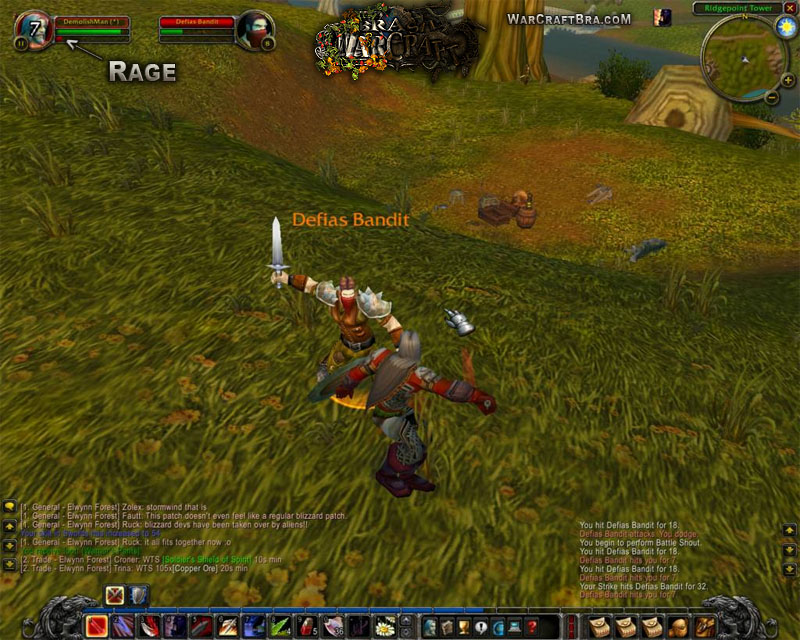 DemolishMan [*]
7
Defias Bandit
BRA
WARCRAFT
WARCRAFTBRA.COM
Ridgepoint Tower
N
RAGE
Defias Bandit
[1. General - Elwynn Forest] Zolex: stormwind that is
[1. General - Elwynn Forest] Fautt: This patch doesn't even feel like a regular blizzard patch.
[1. General - Elwynn Forest] Ruck: blizzard devs have been taken over by aliens!!
[1. General - Elwynn Forest] Ruck: it all fits together now :o
[2. Trade - Elwynn Forest] Croner: WTS [Soldier's Shield of Spirit] 10s min
[2. Trade - Elwynn Forest] Trina: WTS 105x[Copper Ore] 20s min
You hit Defias Bandit for 18.
Defias Bandit attacks. You dodge.
You begin to perform Battle Shout.
You hit Defias Bandit for 18.
Defias Bandit hits you for 7.
You hit Defias Bandit for 18.
Defias Bandit hits you for 7.
Your Strike hits Defias Bandit for 32.
Defias Bandit hits you for 7.